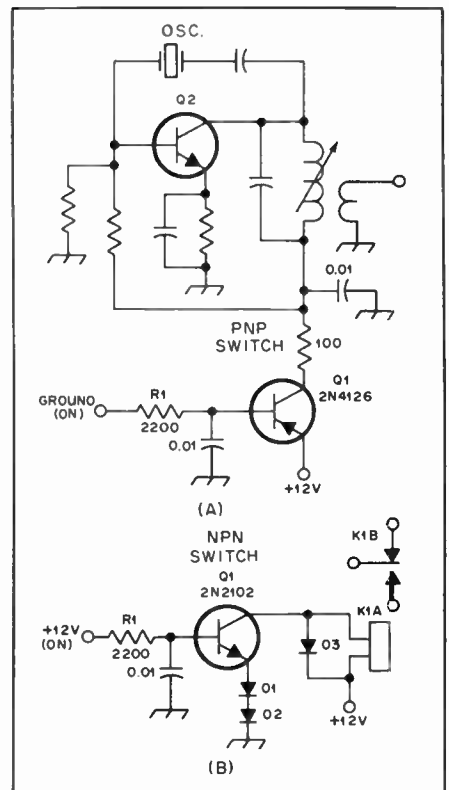 OSC.
Q2
0.01
PNP
SWITCH
100
Q1
2N4126
GROUND
(ON)
R1
2200
0.01
+12V
(A)
NPN
SWITCH
K1B
Q1
2N2102
K1A
+12V
(ON)
R1
2200
0.01
D3
D1
D2
+12V
(B)